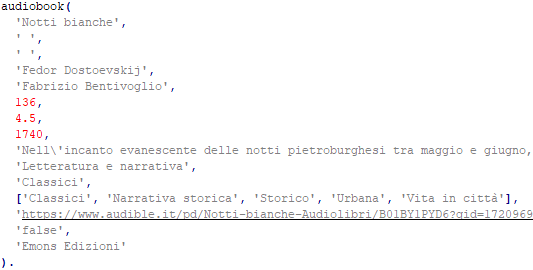 audiobook(
'Notti bianche',
' ',
' ',
'Fedor Dostoevskij',
'Fabrizio Bentivoglio',
136,
4.5,
1740,
'Nell\'incanto evanescente delle notti pietroburghesi tra maggio e giugno,
'Letteratura e narrativa',
'Classici',
['Classici', 'Narrativa storica', 'Storico', 'Urbana', 'Vita in città'],
'https://www.audible.it/pd/Notti-bianche-Audiolibri/B01BY1PYD6?qid=1720969
'false',
'Emons Edizioni'
).